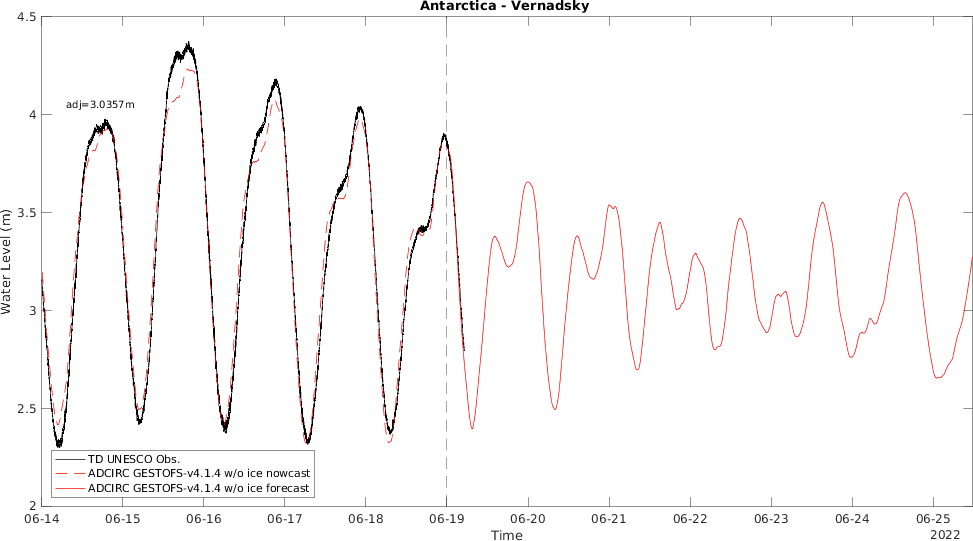 Antarctica - Vernadsky
4.5
4
3.5
3
2.5
2
Water Level (m)
adj=3.0357m
TD UNESCO Obs.
ADCIRC GESTOFS-v4.1.4 w/o ice nowcast
ADCIRC GESTOFS-v4.1.4 w/o ice forecast
06-14 06-15 06-16 06-17 06-18 06-19 06-20 06-21 06-22 06-23 06-24 06-25
2022
Time